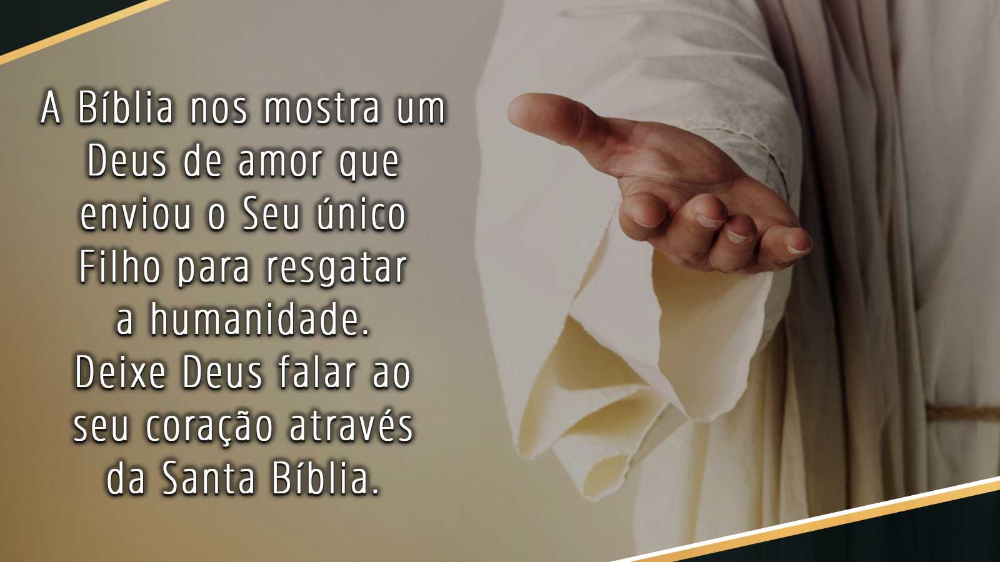 A Bíblia nos mostra um
Deus de amor que
enviou o Seu único
Filho para resgatar
a humanidade.
Deixe Deus falar ao
seu coração através
da Santa Bíblia.